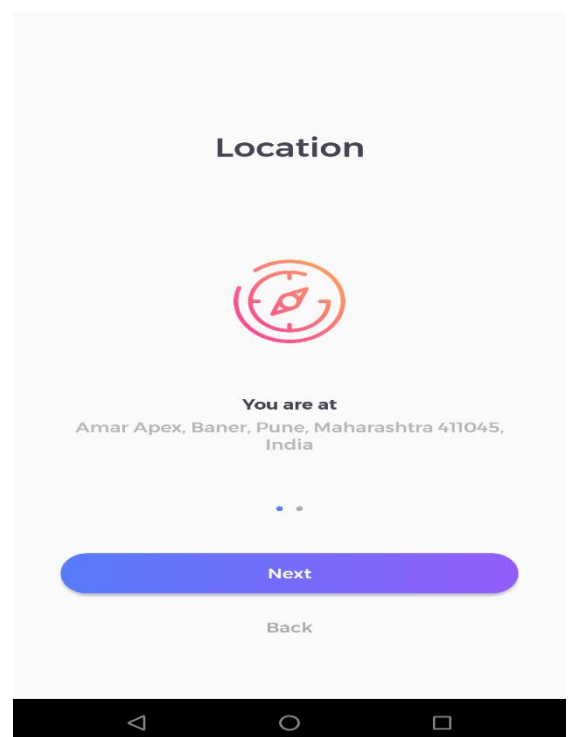 Location
You are at
Amar Apex, Baner, Pune, Maharashtra 411045,
India
Next
Back